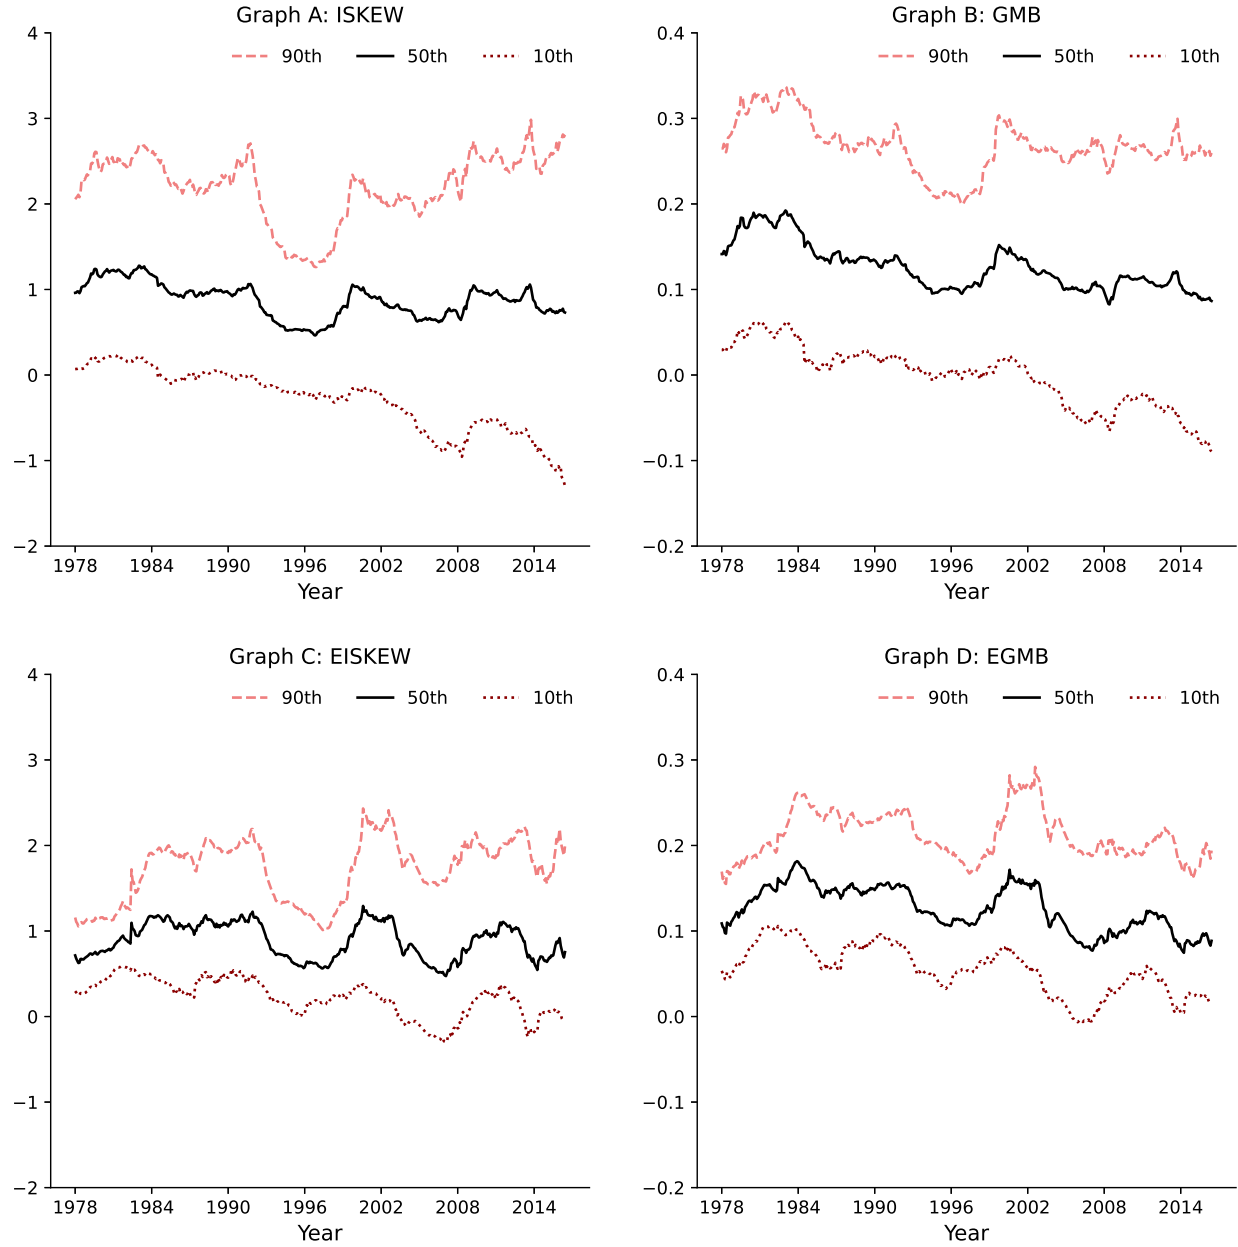 Graph A: ISKEW
4
3
2
1
0
−1
−2
90th 50th 10th
1978 1984 1990 1996 2002 2008 2014
Year
Graph B: GMB
0.4
0.3
0.2
0.1
0.0
−0.1
−0.2
90th 50th 10th
1978 1984 1990 1996 2002 2008 2014
Year
Graph C: EISKEW
4
3
2
1
0
−1
−2
90th 50th 10th
1978 1984 1990 1996 2002 2008 2014
Year
Graph D: EGMB
0.4
0.3
0.2
0.1
0.0
−0.1
−0.2
90th 50th 10th
1978 1984 1990 1996 2002 2008 2014
Year